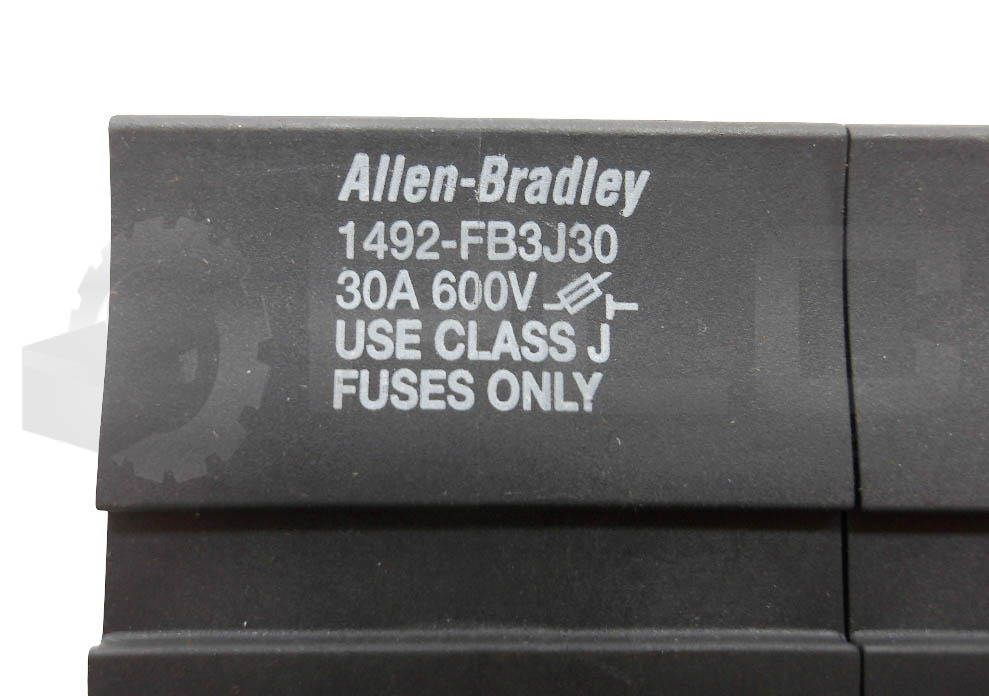 Allen-Bradley
1492-FB3J30
30A 600V
USE CLASS J
FUSES ONLY